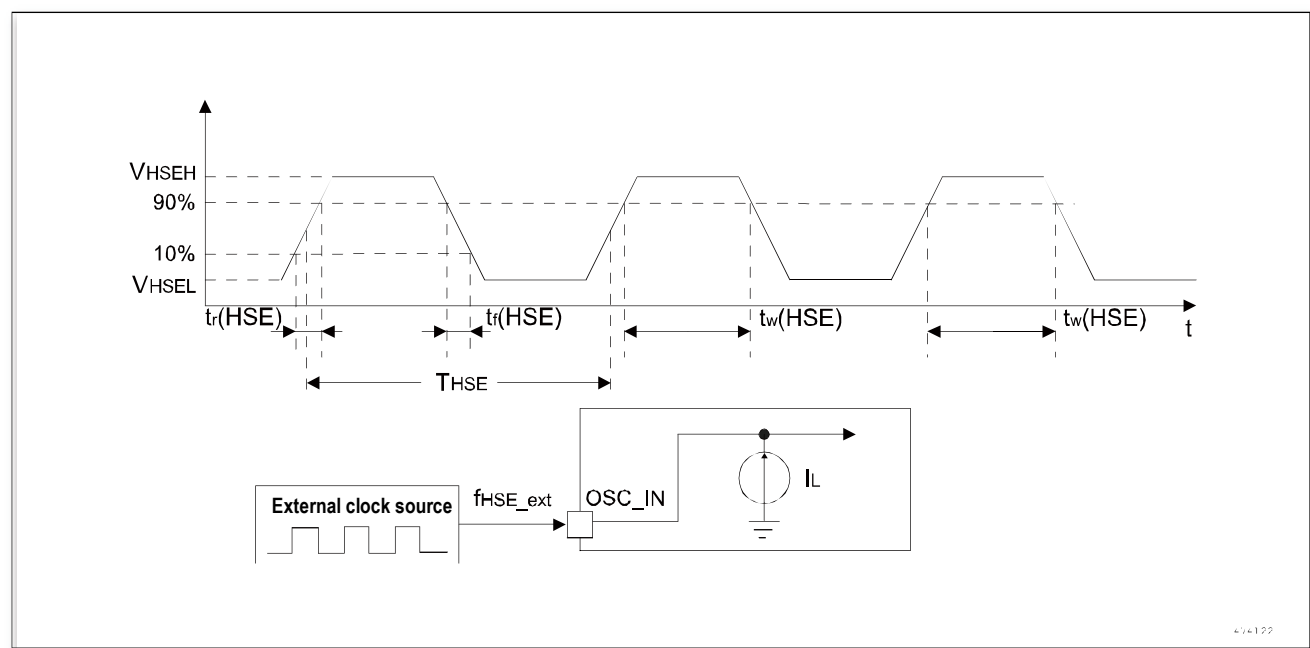 VHSEH
90%
10%
VHSEL
tr(HSE)
tf(HSE)
tw(HSE)
tw(HSE)
t
THSE
External clock source
fHSE_ext
OSC_IN
IL